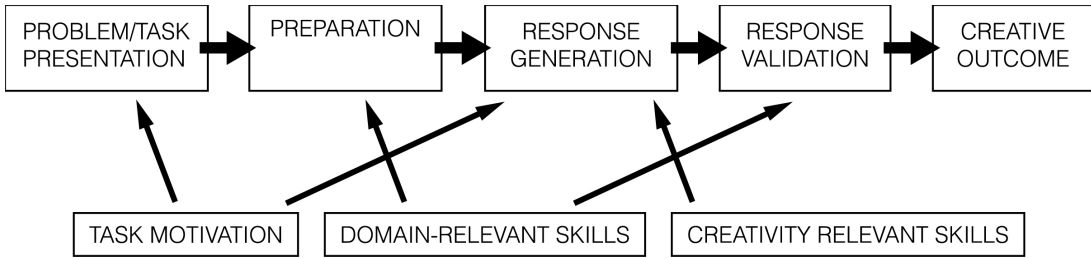 PROBLEM/TASK
PRESENTATION
PREPARATION
RESPONSE
GENERATION
RESPONSE
VALIDATION
CREATIVE
OUTCOME
TASK MOTIVATION
DOMAIN-RELEVANT SKILLS
CREATIVITY RELEVANT SKILLS